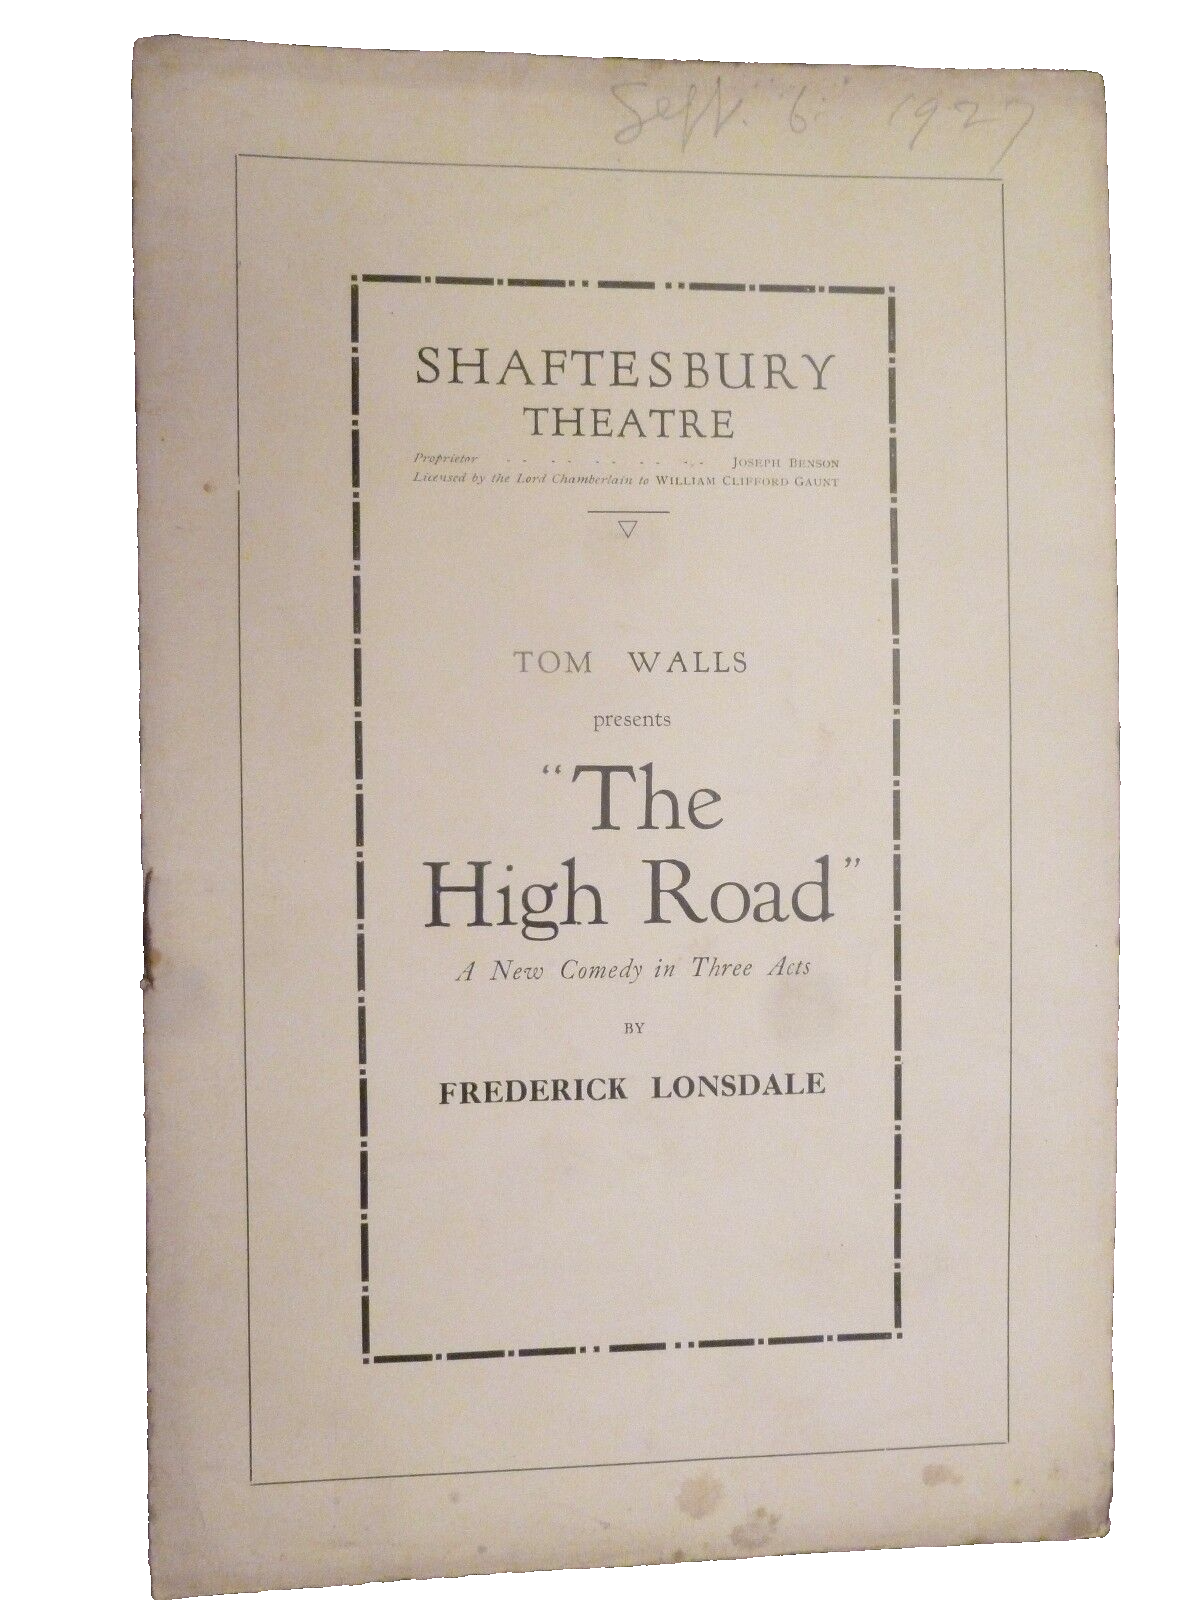 Sept. 6. 1927
SHAFTESBURY
THEATRE
Proprietor - - - - - - - - - - JOSEPH BENSON
Licensed by the Lord Chamberlain to WILLIAM CLIFFORD GAUNT
TOM WALLS
presents
“The
High Road”
A New Comedy in Three Acts
BY
FREDERICK LONSDALE